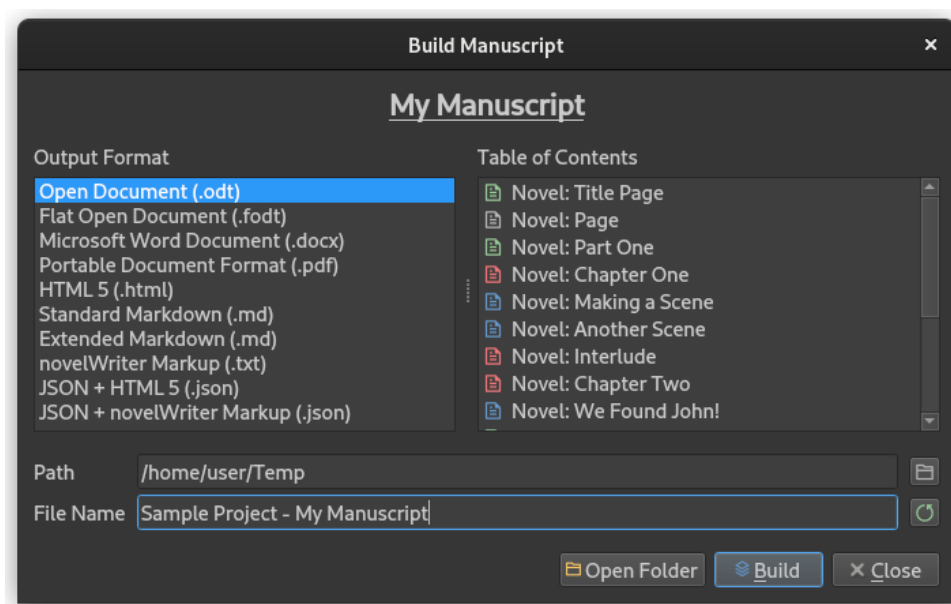 Build Manuscript
My Manuscript
Output Format
Open Document (.odt)
Flat Open Document (.fodt)
Microsoft Word Document (.docx)
Portable Document Format (.pdf)
HTML 5 (.html)
Standard Markdown (.md)
Extended Markdown (.md)
novelWriter Markup (.txt)
JSON + HTML 5 (.json)
JSON + novelWriter Markup (.json)
Table of Contents
Novel: Title Page
Novel: Page
Novel: Part One
Novel: Chapter One
Novel: Making a Scene
Novel: Another Scene
Novel: Interlude
Novel: Chapter Two
Novel: We Found John!
Path /home/user/Temp
File Name Sample Project - My Manuscript
Open Folder Build Close